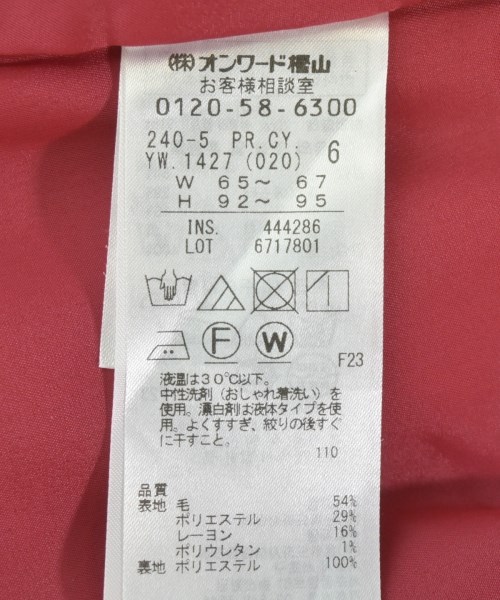 (株)オンワード樫山
お客様相談室
0120-58-6300
240-5 PR.CY.
YW.1427 (020) 6
W 65〜 67
H 92〜 95
INS. 444286
LOT 6717801
F
W
F23
液温は30℃以下。
中性洗剤（おしゃれ着洗い）を
使用。漂白剤は液体タイプを使
用。よくすすぎ、絞りの後すぐ
に干すこと。
110
品質
表地 毛 54%
ポリエステル 29%
レーヨン 16%
ポリウレタン 1%
裏地 ポリエステル 100%